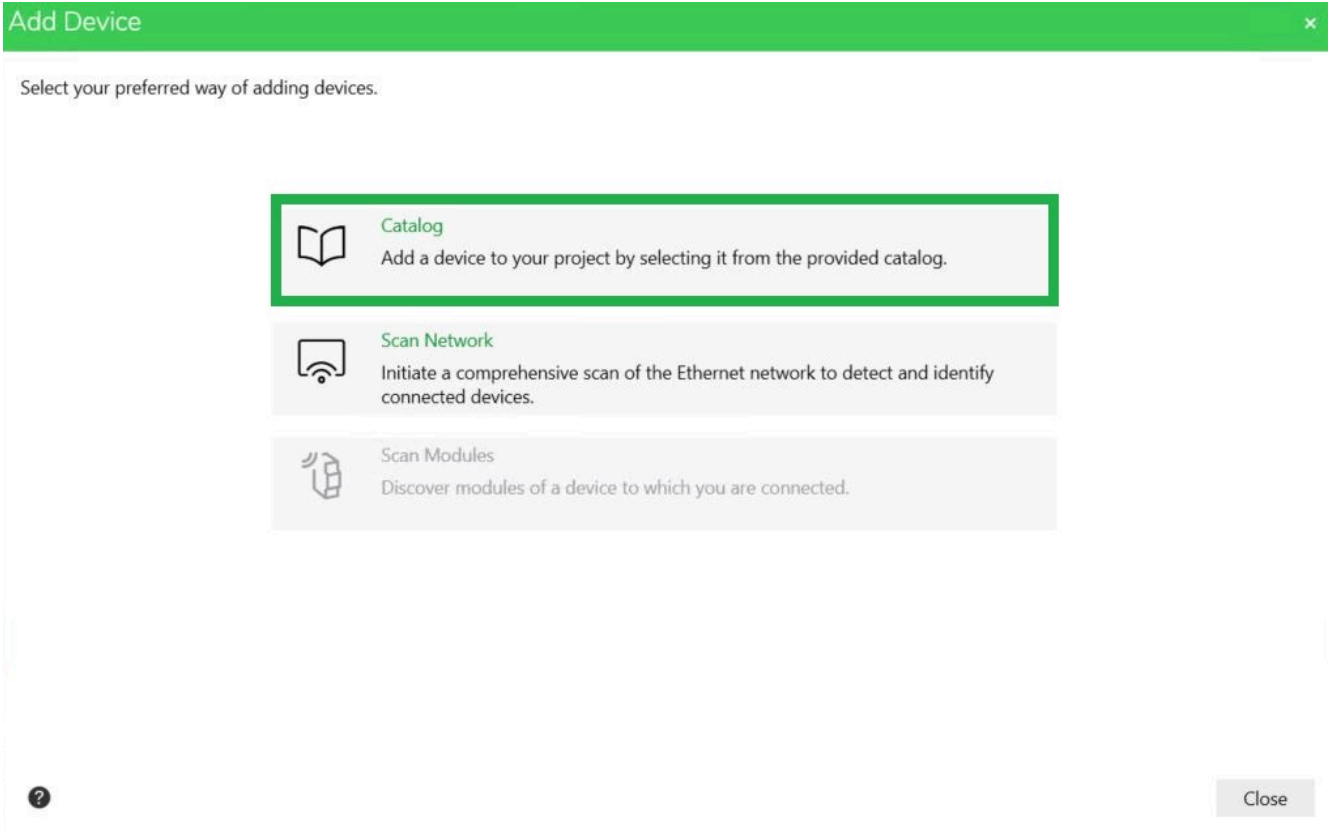 Add Device
Select your preferred way of adding devices.
Catalog
Add a device to your project by selecting it from the provided catalog.
Scan Network
Initiate a comprehensive scan of the Ethernet network to detect and identify
connected devices.
Scan Modules
Discover modules of a device to which you are connected.
?
Close